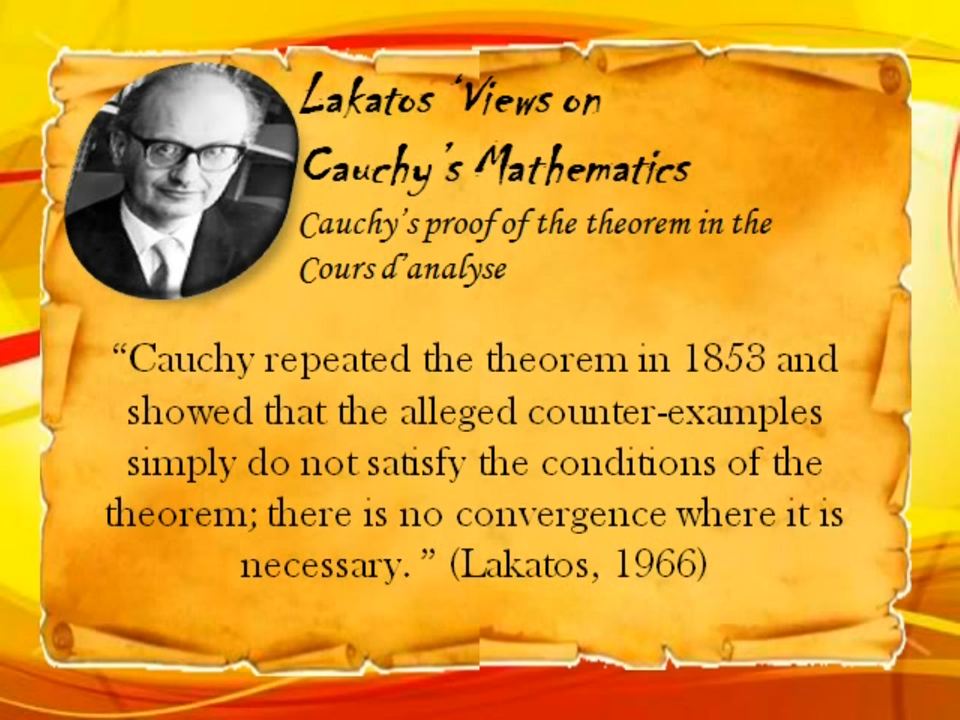 Lakatos ‘Views on
Cauchy’s Mathematics
Cauchy’s proof of the theorem in the
Cours d’analyse
“Cauchy repeated the theorem in 1853 and
showed that the alleged counter-examples
simply do not satisfy the conditions of the
theorem; there is no convergence where it is
necessary. ” (Lakatos, 1966)